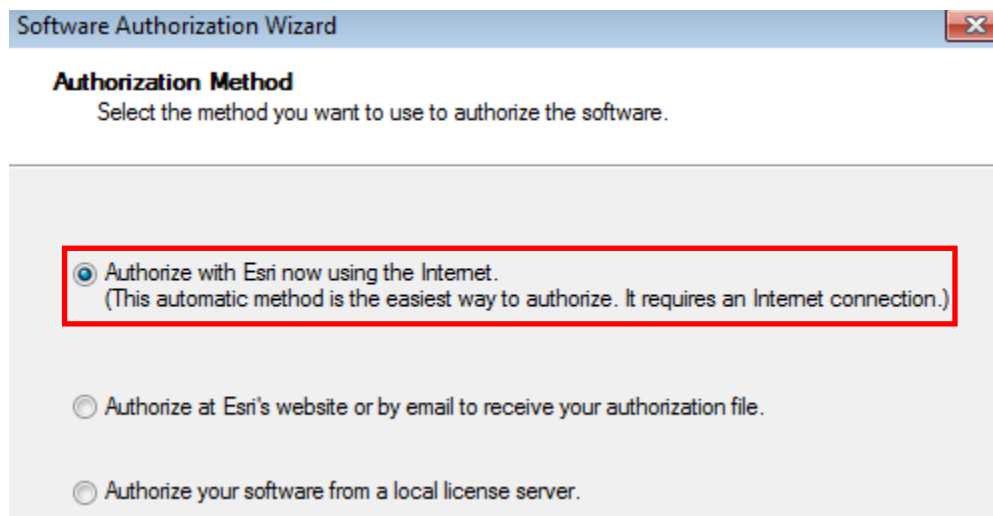 Software Authorization Wizard
Authorization Method
Select the method you want to use to authorize the software.
Authorize with Esri now using the Internet.
(This automatic method is the easiest way to authorize. It requires an Internet connection.)
Authorize at Esri's website or by email to receive your authorization file.
Authorize your software from a local license server.